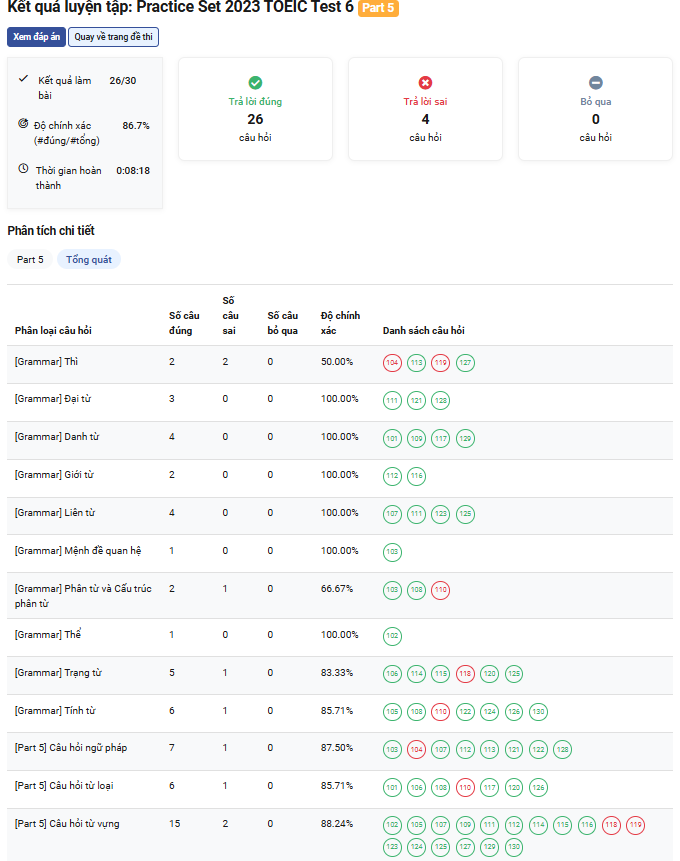 Kết quả luyện tập: Practice Set 2023 TOEIC Test 6 Part 5
Xem đáp án Quay về trang đề thi
Kết quả làm bài 26/30
Độ chính xác (#đúng/#tổng) 86.7%
Thời gian hoàn thành 0:08:18
Trả lời đúng
26
câu hỏi
Trả lời sai
4
câu hỏi
Bỏ qua
0
câu hỏi
Phân tích chi tiết
Part 5 Tổng quát
Phân loại câu hỏi Số câu đúng Số câu sai Số câu bỏ qua Độ chính xác Danh sách câu hỏi
[Grammar] Thì 2 2 0 50.00% 104 113 119 127
[Grammar] Đại từ 3 0 0 100.00% 111 121 128
[Grammar] Danh từ 4 0 0 100.00% 101 109 117 129
[Grammar] Giới từ 2 0 0 100.00% 112 116
[Grammar] Liên từ 4 0 0 100.00% 107 111 123 125
[Grammar] Mệnh đề quan hệ 1 0 0 100.00% 103
[Grammar] Phân từ và Cấu trúc phân từ 2 1 0 66.67% 103 108 110
[Grammar] Thể 1 0 0 100.00% 102
[Grammar] Trạng từ 5 1 0 83.33% 106 114 115 118 120 125
[Grammar] Tính từ 6 1 0 85.71% 105 108 110 122 124 126 130
[Part 5] Câu hỏi ngữ pháp 7 1 0 87.50% 103 104 107 112 113 121 122 128
[Part 5] Câu hỏi từ loại 6 1 0 85.71% 101 106 108 110 117 120 126
[Part 5] Câu hỏi từ vựng 15 2 0 88.24% 102 105 107 109 111 112 114 115 116 118 119
123 124 125 127 129 130